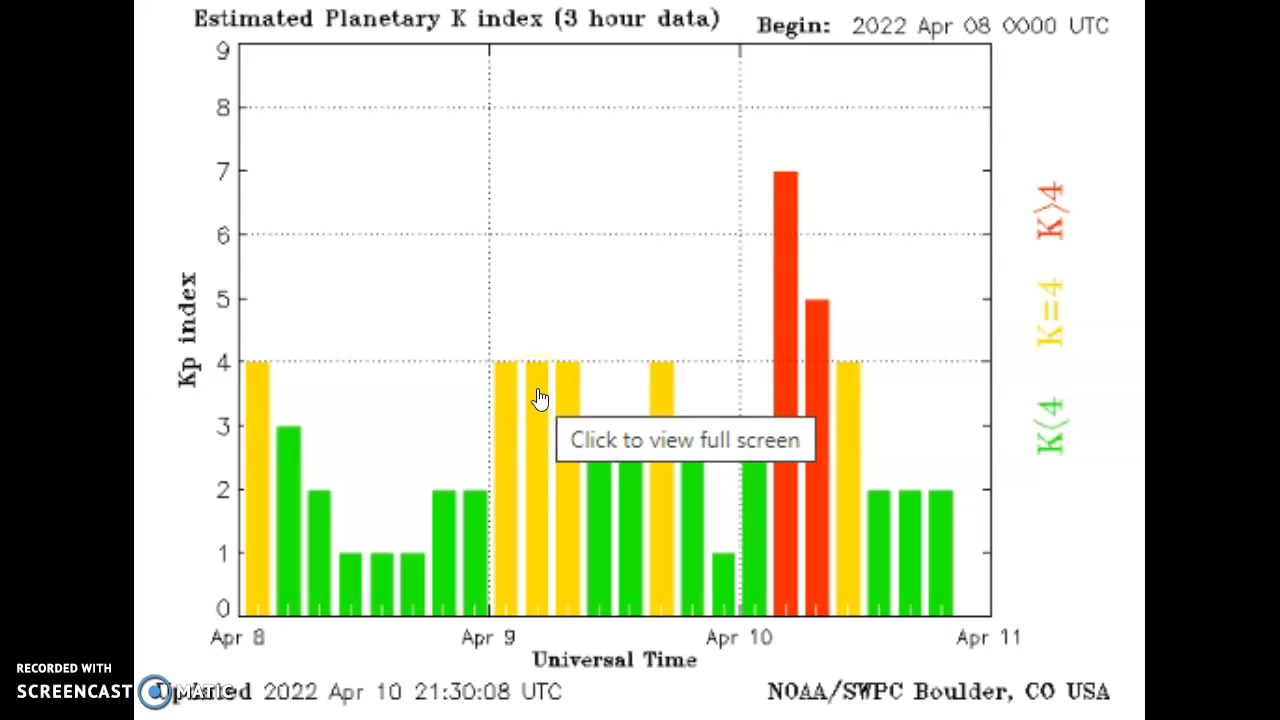 Estimated Planetary K index (3 hour data)
Begin: 2022 Apr 08 0000 UTC
9
8
7
6
5
4
3
2
1
0
Kp index
K>4
K=4
K<4
Click to view full screen
Apr 8 Apr 9 Apr 10 Apr 11
Universal Time
2022 Apr 10 21:30:08 UTC
NOAA/SWPC Boulder, CO USA
RECORDED WITH
SCREENCAST MATIC